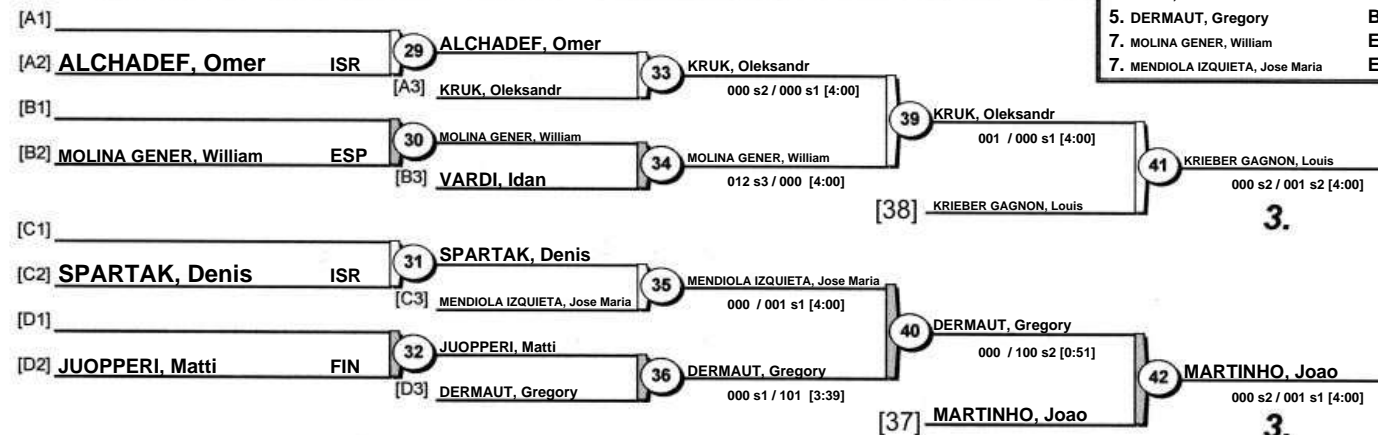 5. DERMAUT, Gregory B
7. MOLINA GENER, William E
7. MENDIOLA IZQUIETA, Jose Maria E
[A1]
[A2] ALCHADEF, Omer ISR
29 ALCHADEF, Omer
[A3] KRUK, Oleksandr
33 KRUK, Oleksandr
000 s2 / 000 s1 [4:00]
[B1]
[B2] MOLINA GENER, William ESP
30 MOLINA GENER, William
[B3] VARDI, Idan
34 MOLINA GENER, William
012 s3 / 000 [4:00]
39 KRUK, Oleksandr
001 / 000 s1 [4:00]
[38] KRIEBER GAGNON, Louis
41 KRIEBER GAGNON, Louis
000 s2 / 001 s2 [4:00]
3.
[C1]
[C2] SPARTAK, Denis ISR
31 SPARTAK, Denis
[C3] MENDIOLA IZQUIETA, Jose Maria
35 MENDIOLA IZQUIETA, Jose Maria
000 / 001 s1 [4:00]
[D1]
[D2] JUOPPERI, Matti FIN
32 JUOPPERI, Matti
[D3] DERMAUT, Gregory
36 DERMAUT, Gregory
000 s1 / 101 [3:39]
40 DERMAUT, Gregory
000 / 100 s2 [0:51]
[37] MARTINHO, Joao
42 MARTINHO, Joao
000 s2 / 001 s1 [4:00]
3.